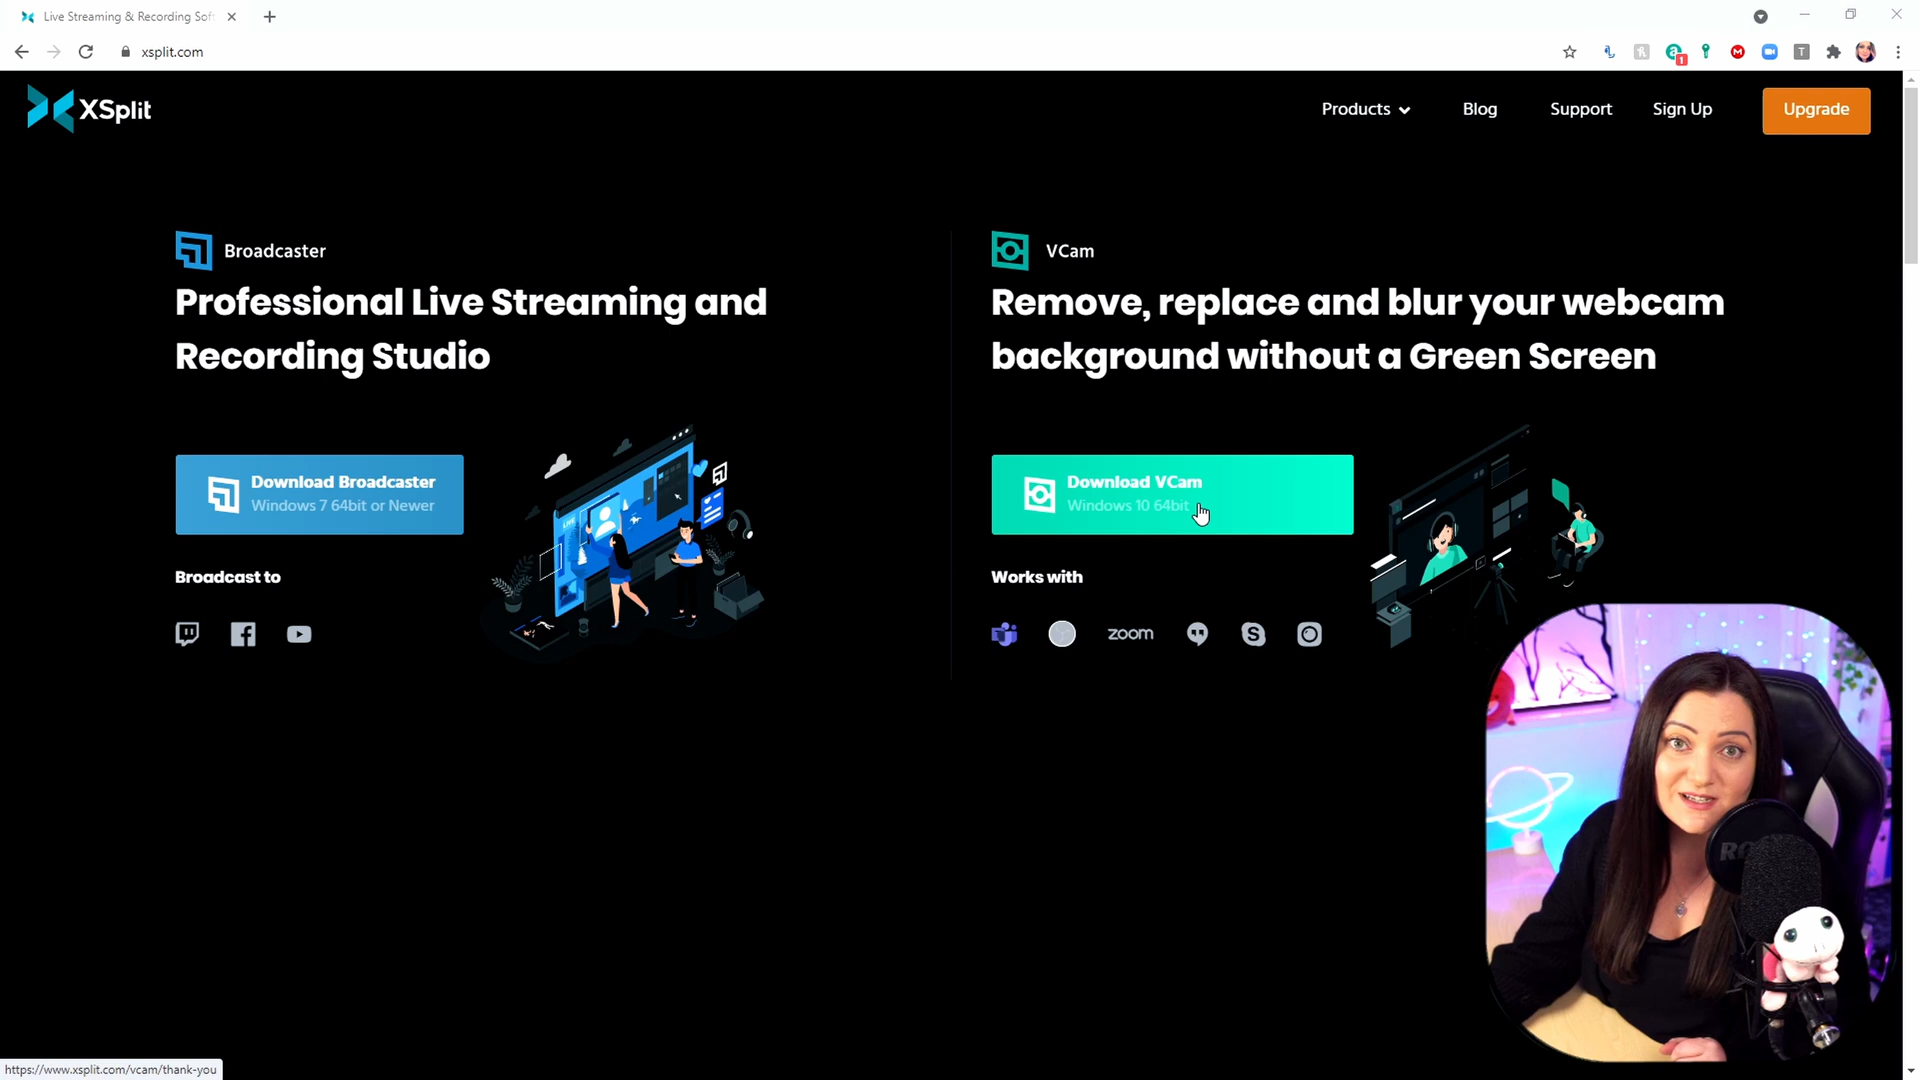 Live Streaming & Recording Sof
xsplit.com
1
T
XSplit
Products
Blog
Support
Sign Up
Upgrade
Broadcaster
Professional Live Streaming and
Recording Studio
Download Broadcaster
Windows 7 64bit or Newer
Broadcast to
LIVE
VCam
Remove, replace and blur your webcam
background without a Green Screen
Download VCam
Windows 10 64bit
Works with
zoom
https://www.xsplit.com/vcam/thank-you